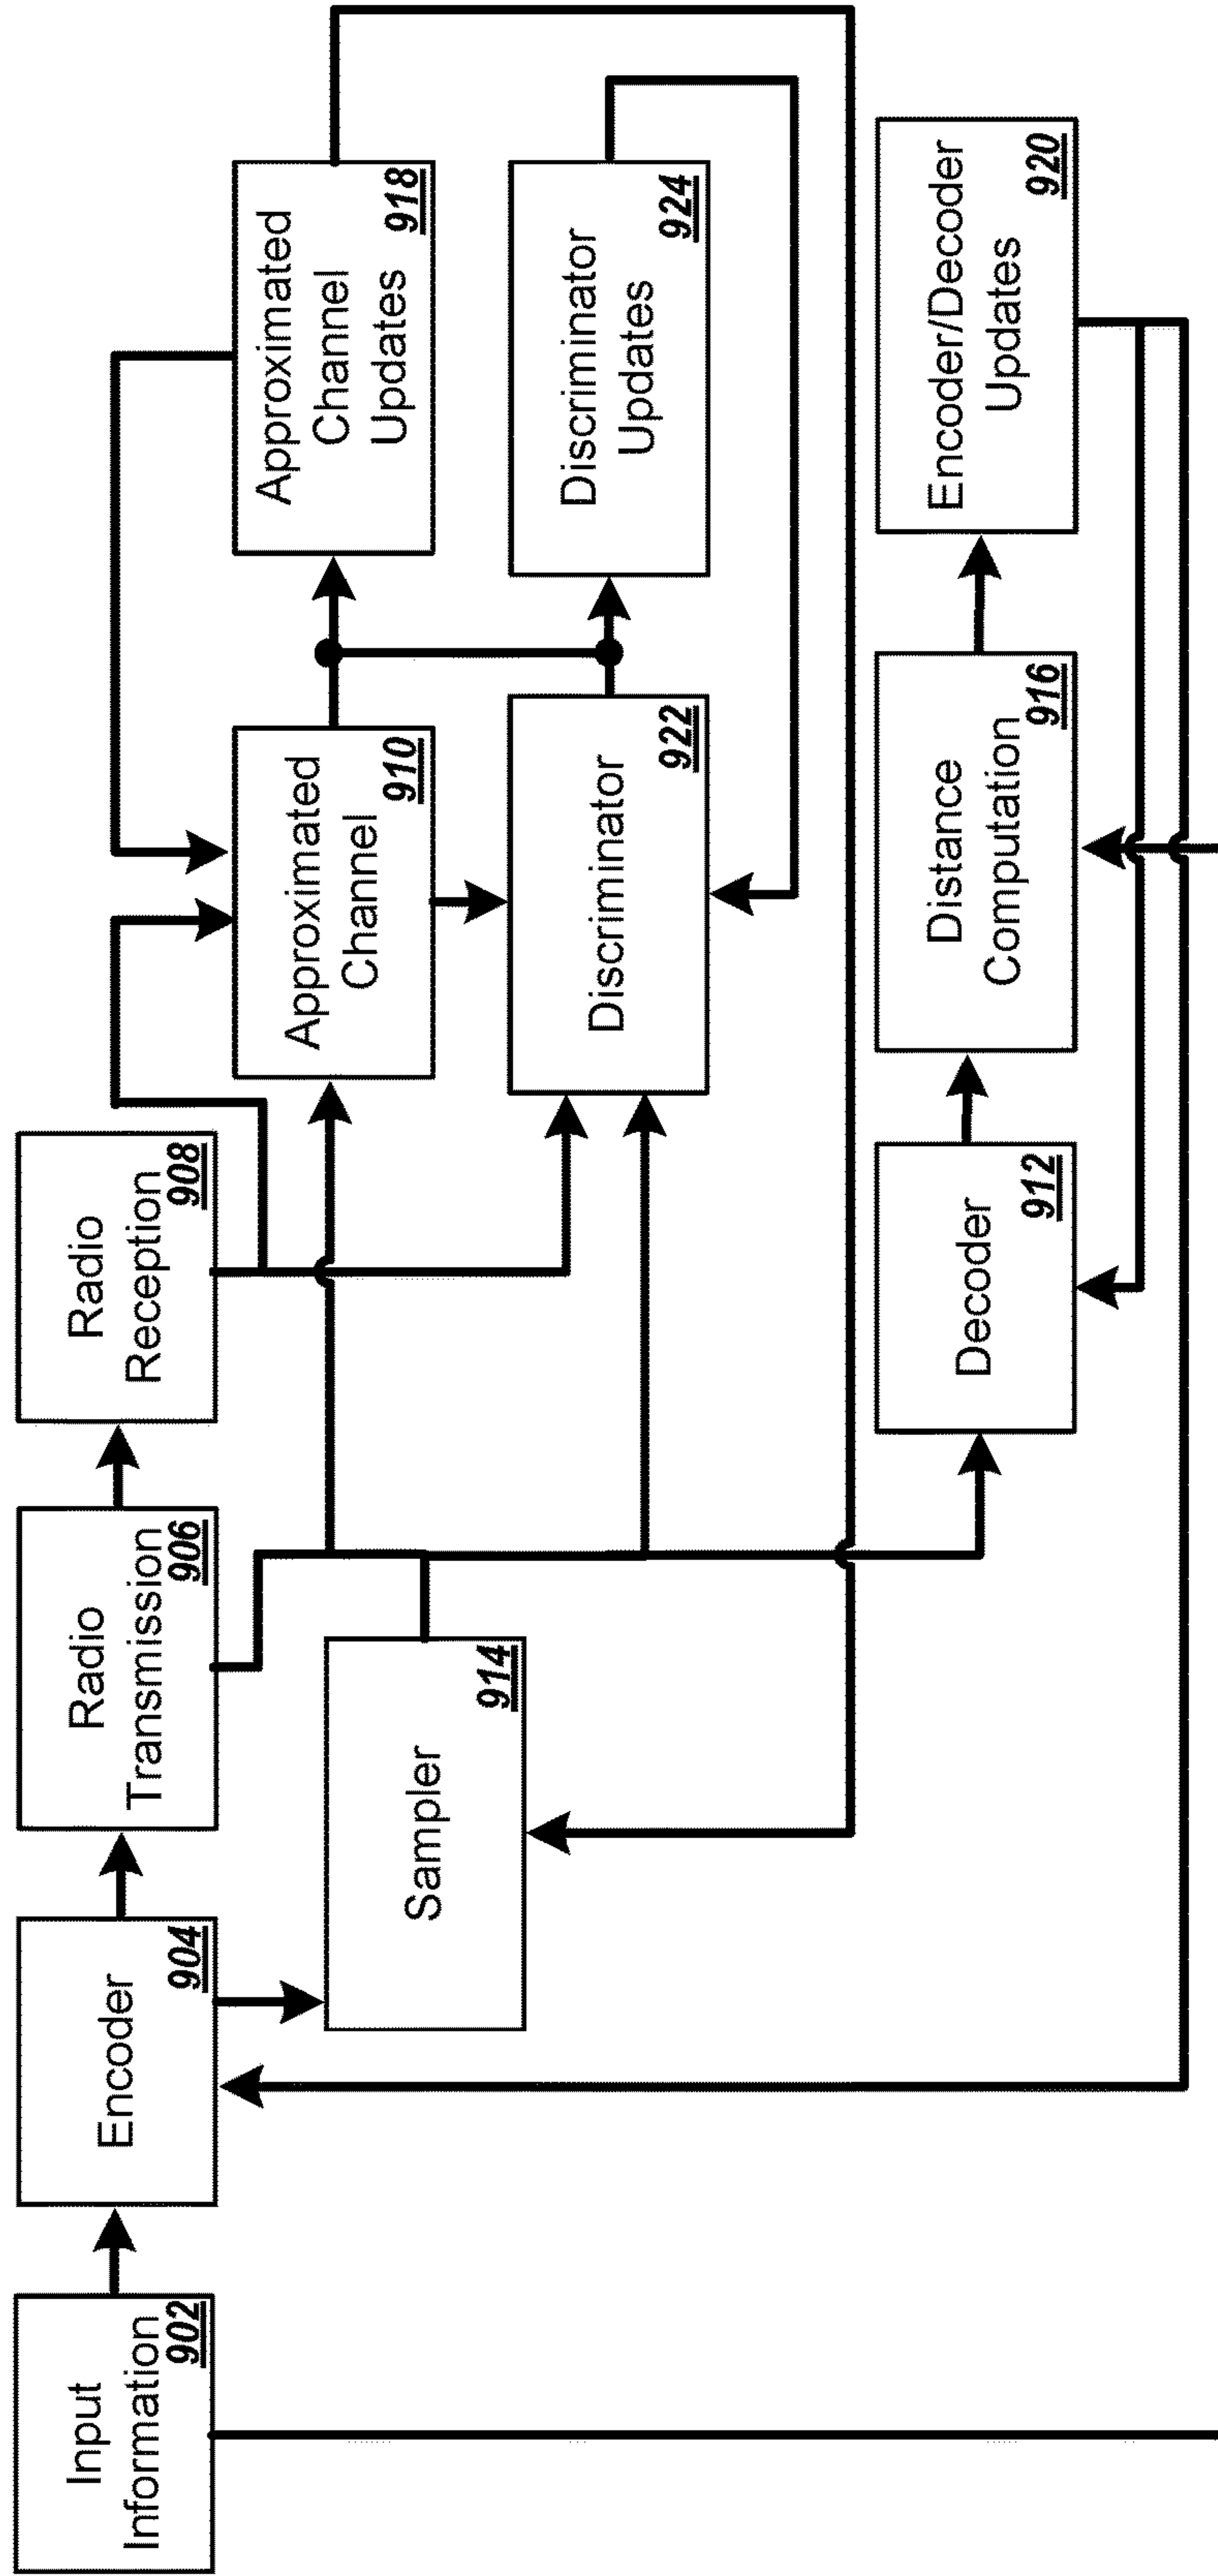 Input
Information
902
Encoder
904
Radio
Transmission
906
Radio
Reception
908
Sampler
914
Approximated
Channel
910
Approximated
Channel
Updates
918
Discriminator
922
Discriminator
Updates
924
Decoder
912
Distance
Computation
916
Encoder/Decoder
Updates
920